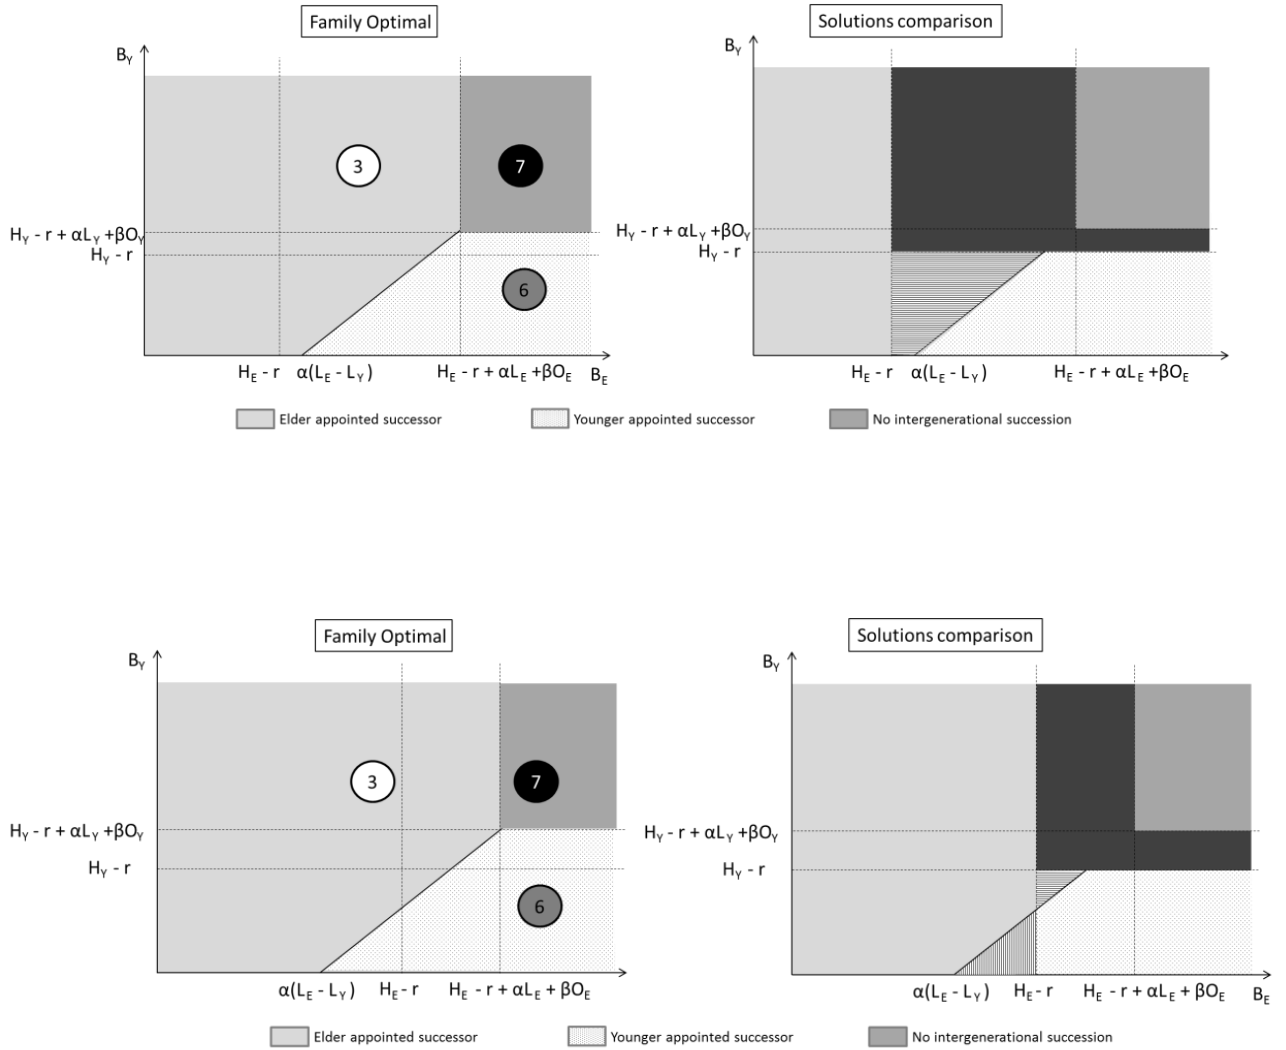 Family Optimal
Solutions comparison
B_Y
B_Y
3
7
H_Y - r + αL_Y +βO_Y
H_Y - r + αL_Y +βO_Y
H_Y - r
H_Y - r
6
H_E - r α(L_E - L_Y) H_E - r + αL_E +βO_E B_E
H_E - r α(L_E - L_Y) H_E - r + αL_E +βO_E
Elder appointed successor Younger appointed successor No intergenerational succession
Family Optimal
Solutions comparison
B_Y
B_Y
3
7
H_Y - r + αL_Y +βO_Y
H_Y - r + αL_Y +βO_Y
H_Y - r
H_Y - r
6
α(L_E - L_Y) H_E - r H_E - r + αL_E + βO_E
α(L_E - L_Y) H_E - r H_E - r + αL_E + βO_E B_E
Elder appointed successor Younger appointed successor No intergenerational succession